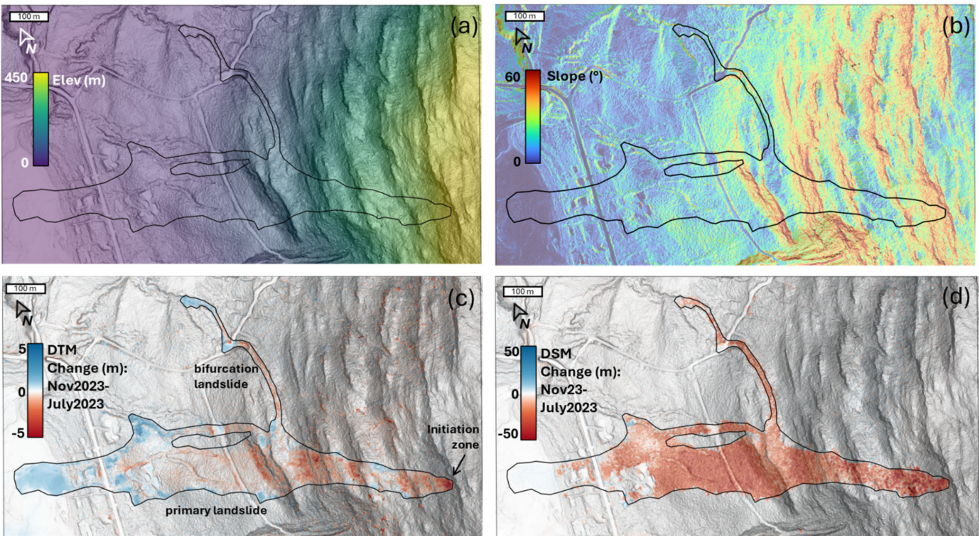 100 m
(a)
N
450
Elev (m)
0
100 m
(b)
N
60
Slope (°)
0
100 m
(c)
N
5
DTM
Change (m):
Nov2023-
July2023
0
-5
bifurcation
landslide
Initiation
zone
primary landslide
100 m
(d)
N
50
DSM
Change (m):
Nov23-
July2023
0
-50